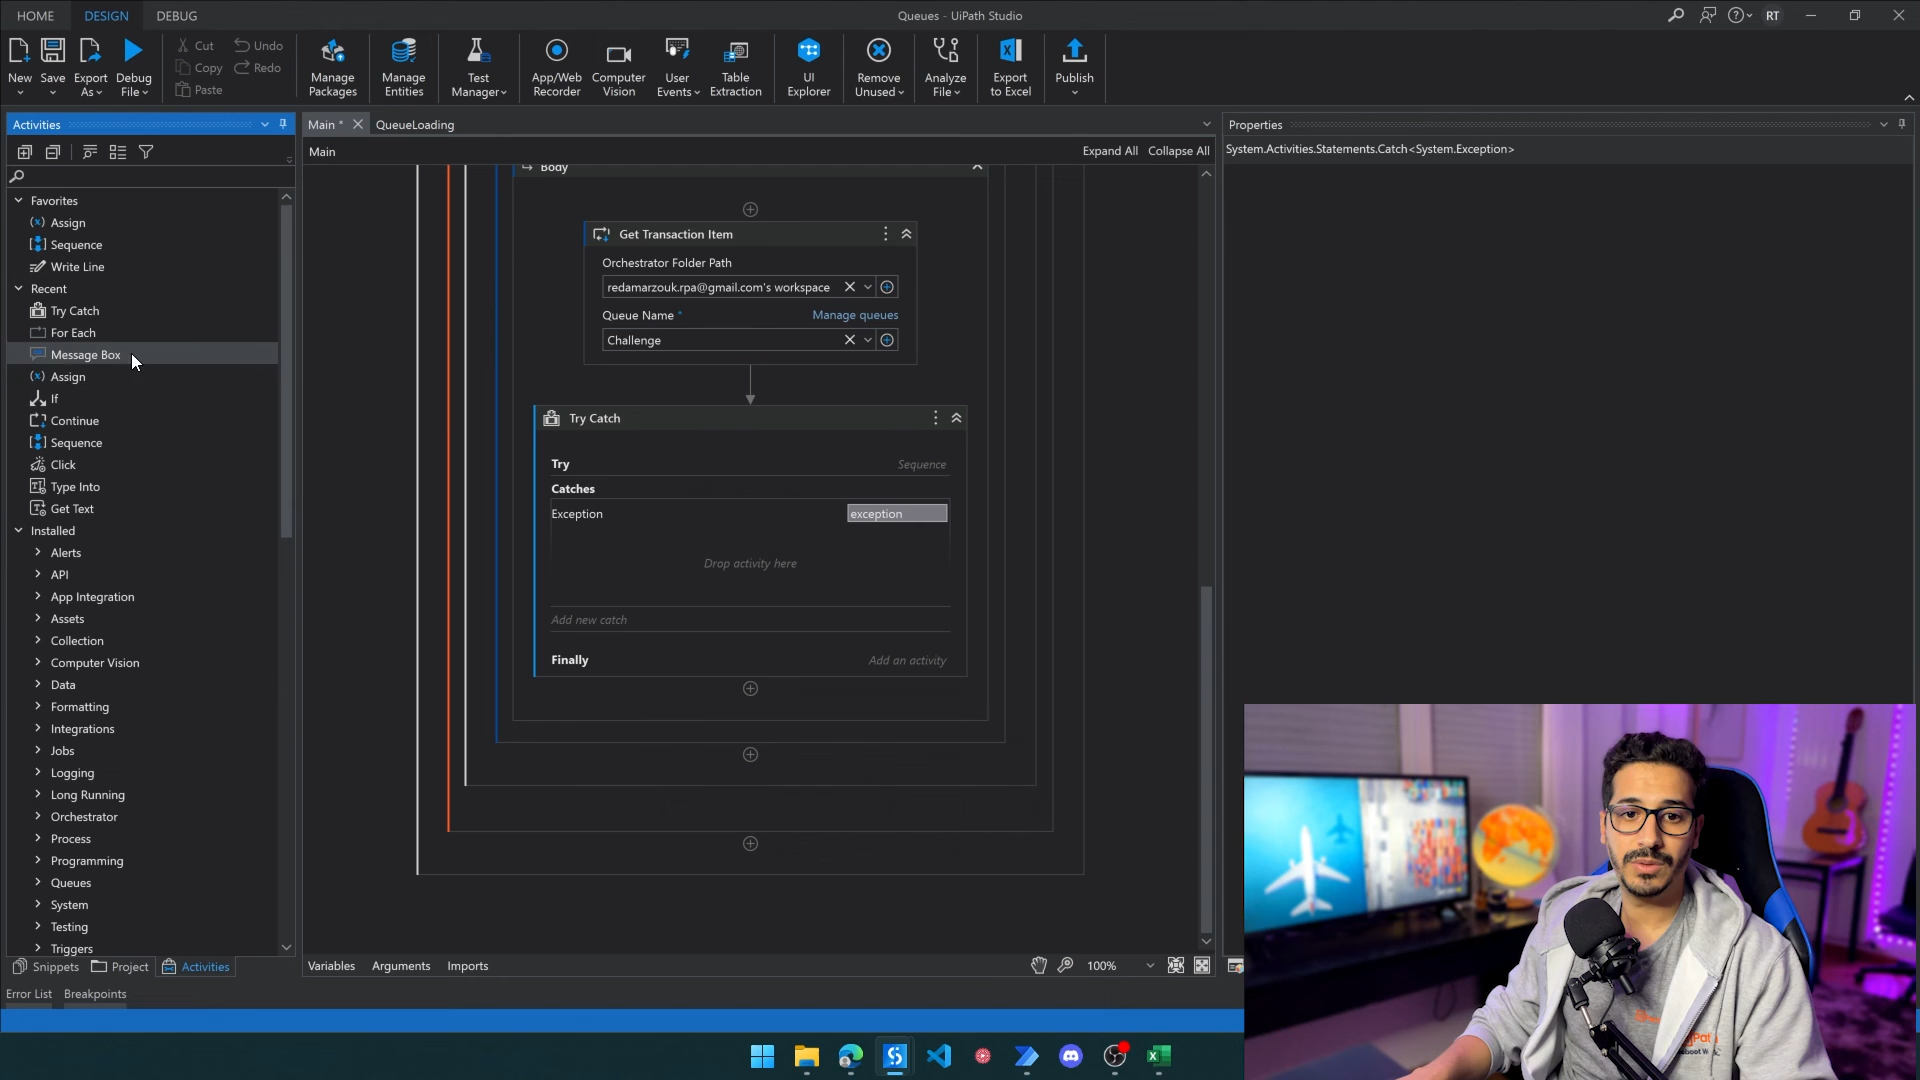 HOME DESIGN DEBUG
Queues - UiPath Studio
RT
New Save Export As Debug File
Cut Copy Paste
Undo Redo
Manage Packages
Manage Entities
Test Manager
App/Web Recorder
Computer Vision
User Events
Table Extraction
UI Explorer
Remove Unused
Analyze File
Export to Excel
Publish
Activities
Favorites
Assign
Sequence
Write Line
Recent
Try Catch
For Each
Message Box
Assign
If
Continue
Sequence
Click
Type Into
Get Text
Installed
Alerts
API
App Integration
Assets
Collection
Computer Vision
Data
Formatting
Integrations
Jobs
Logging
Long Running
Orchestrator
Process
Programming
Queues
System
Testing
Triggers
Snippets Project Activities
Error List Breakpoints
Main * QueueLoading
Main Expand All Collapse All
Body
Get Transaction Item
Orchestrator Folder Path
redamarzouk.rpa@gmail.com's workspace
Queue Name * Manage queues
Challenge
Try Catch
Try Sequence
Catches
Exception exception
Drop activity here
Add new catch
Finally Add an activity
Variables Arguments Imports
100%
Properties
System.Activities.Statements.Catch<System.Exception>